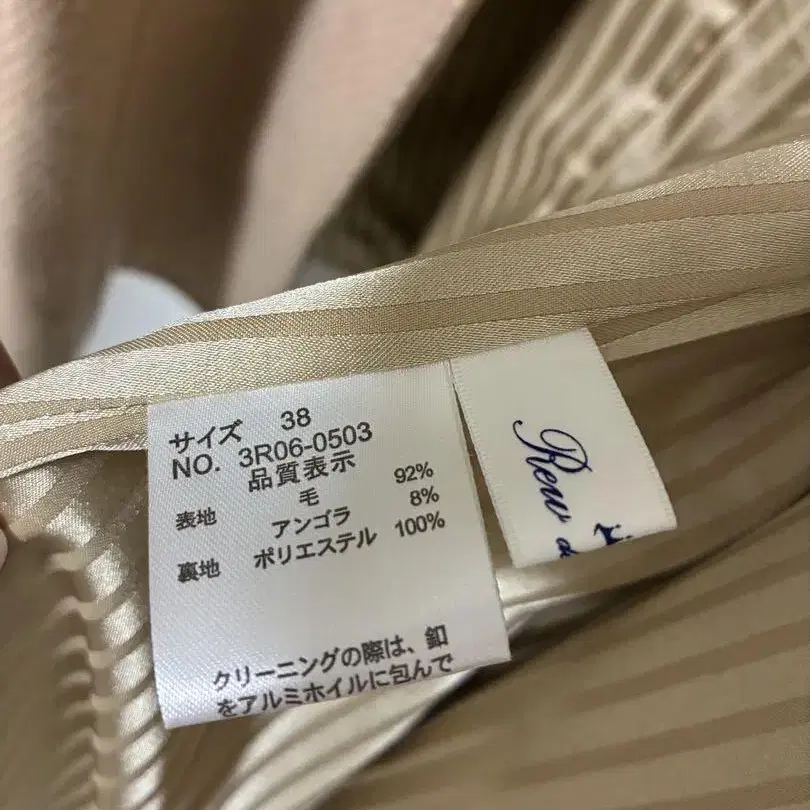 サイズ 38
NO. 3R06-0503
品質表示
表地 毛 92%
アンゴラ 8%
裏地 ポリエステル 100%
クリーニングの際は、釦
をアルミホイルに包んで
Rew
de